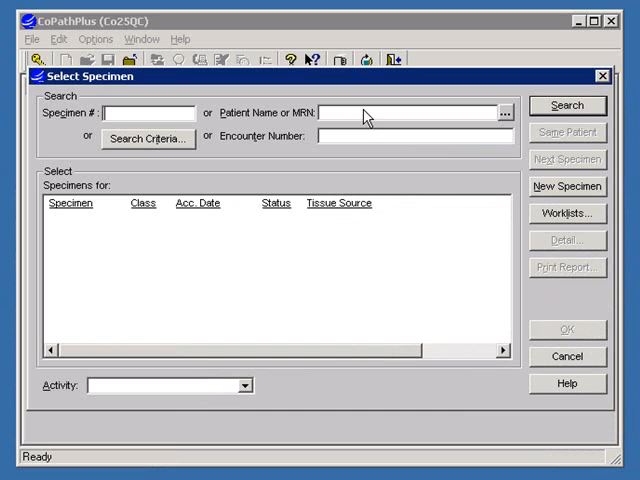 CoPathPlus (Co25QC)
File Edit Options Window Help
Select Specimen
Search
Specimen #: or Patient Name or MRN: ...
or Search Criteria... or Encounter Number:
Search
Same Patient
Next Specimen
New Specimen
Worklists...
Detail...
Print Report...
OK
Cancel
Help
Select
Specimens for:
Specimen Class Acc. Date Status Tissue Source
Activity:
Ready